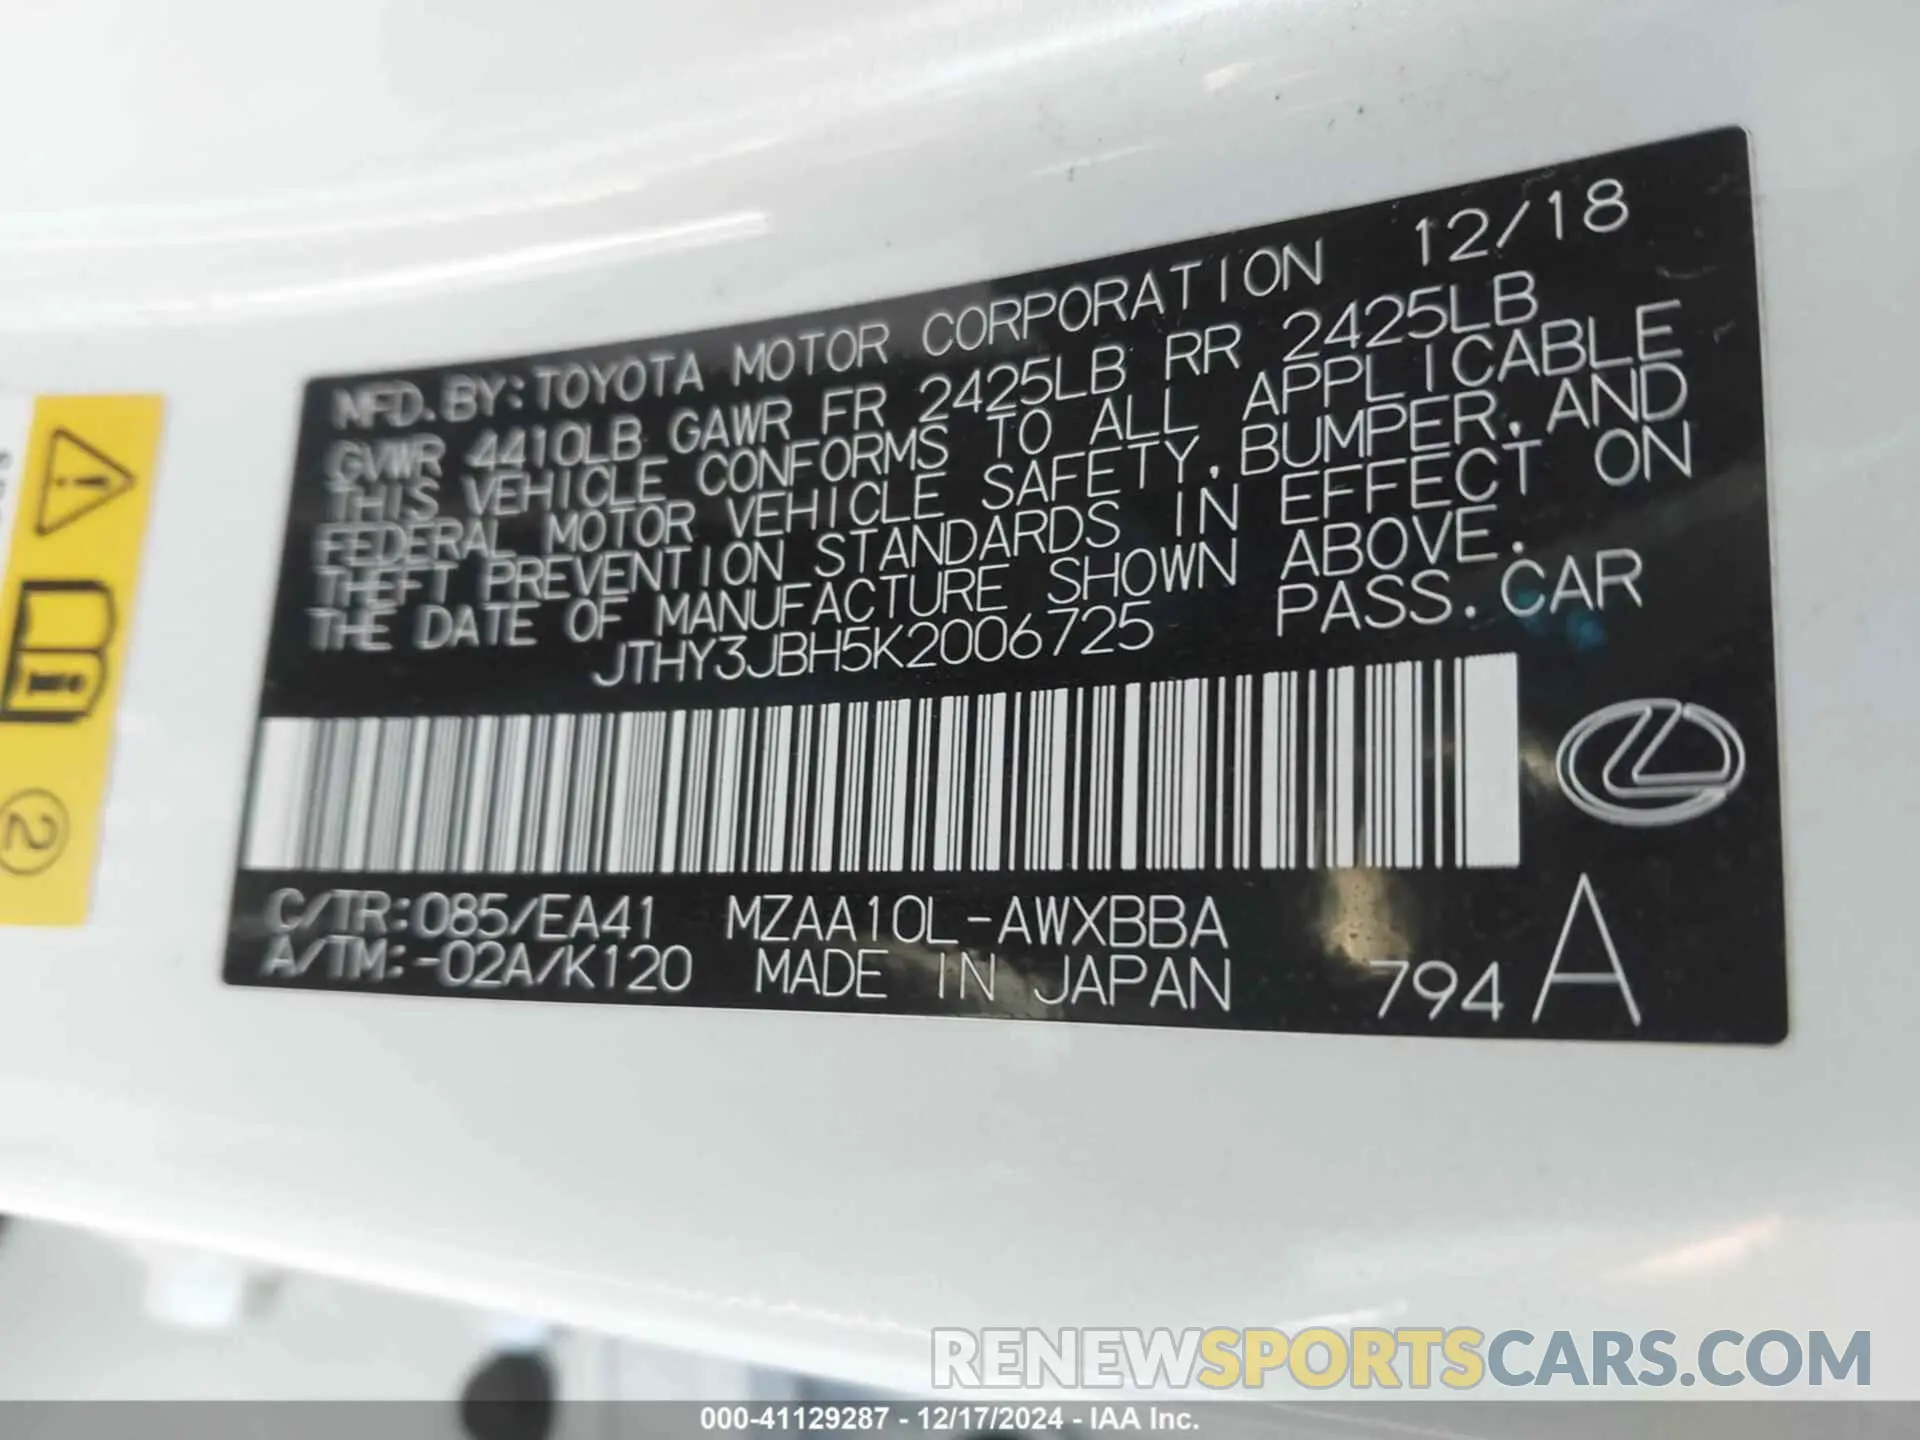 MFD.BY:TOYOTA MOTOR CORPORATION 12/18
GVWR 4410LB GAWR FR 2425LB RR 2425LB
THIS VEHICLE CONFORMS TO ALL APPLICABLE
FEDERAL MOTOR VEHICLE SAFETY,BUMPER,AND
THEFT PREVENTION STANDARDS IN EFFECT ON
THE DATE OF MANUFACTURE SHOWN ABOVE.
JTHY3JBH5K2006725 PASS.CAR
C/TR:085/EA41 MZAA10L-AWXBBA
A/TM:-02A/K120 MADE IN JAPAN 794 A
2
RENEWSPORTSCARS.COM
000-41129287 - 12/17/2024 - IAA Inc.